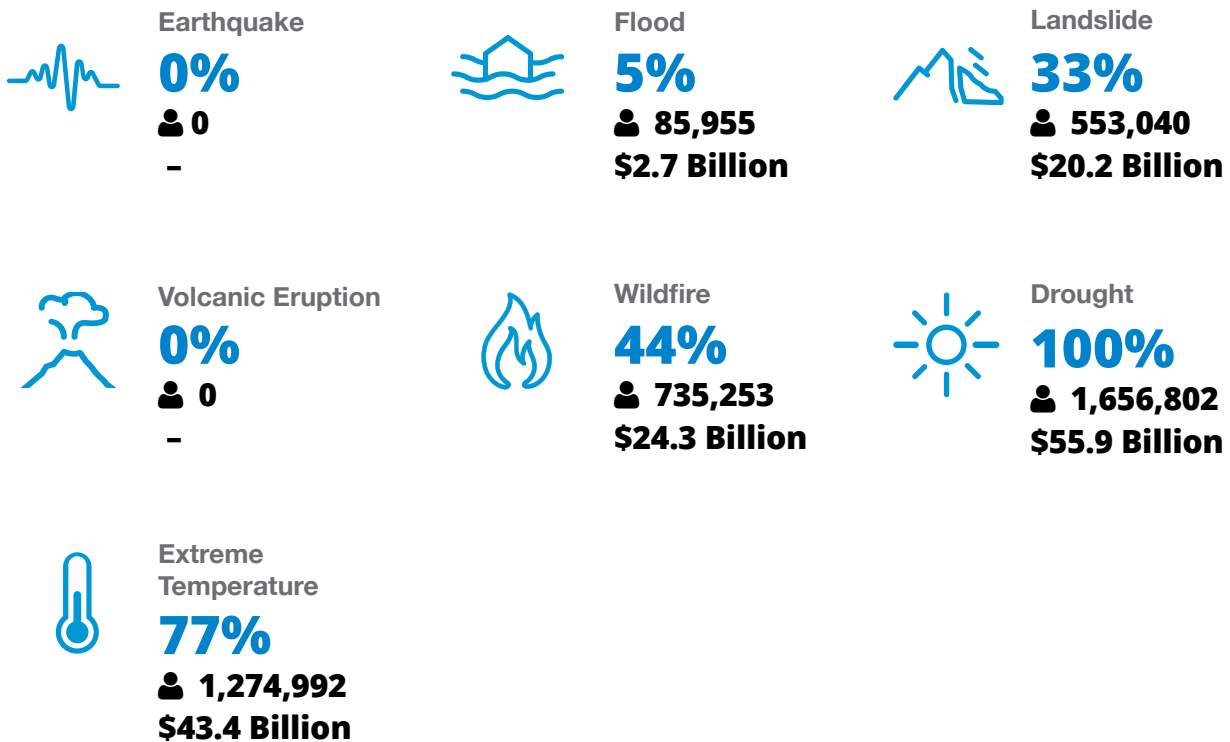 Earthquake
0%
0
–
Flood
5%
85,955
$2.7 Billion
Landslide
33%
553,040
$20.2 Billion
Volcanic Eruption
0%
0
–
Wildfire
44%
735,253
$24.3 Billion
Drought
100%
1,656,802
$55.9 Billion
Extreme
Temperature
77%
1,274,992
$43.4 Billion